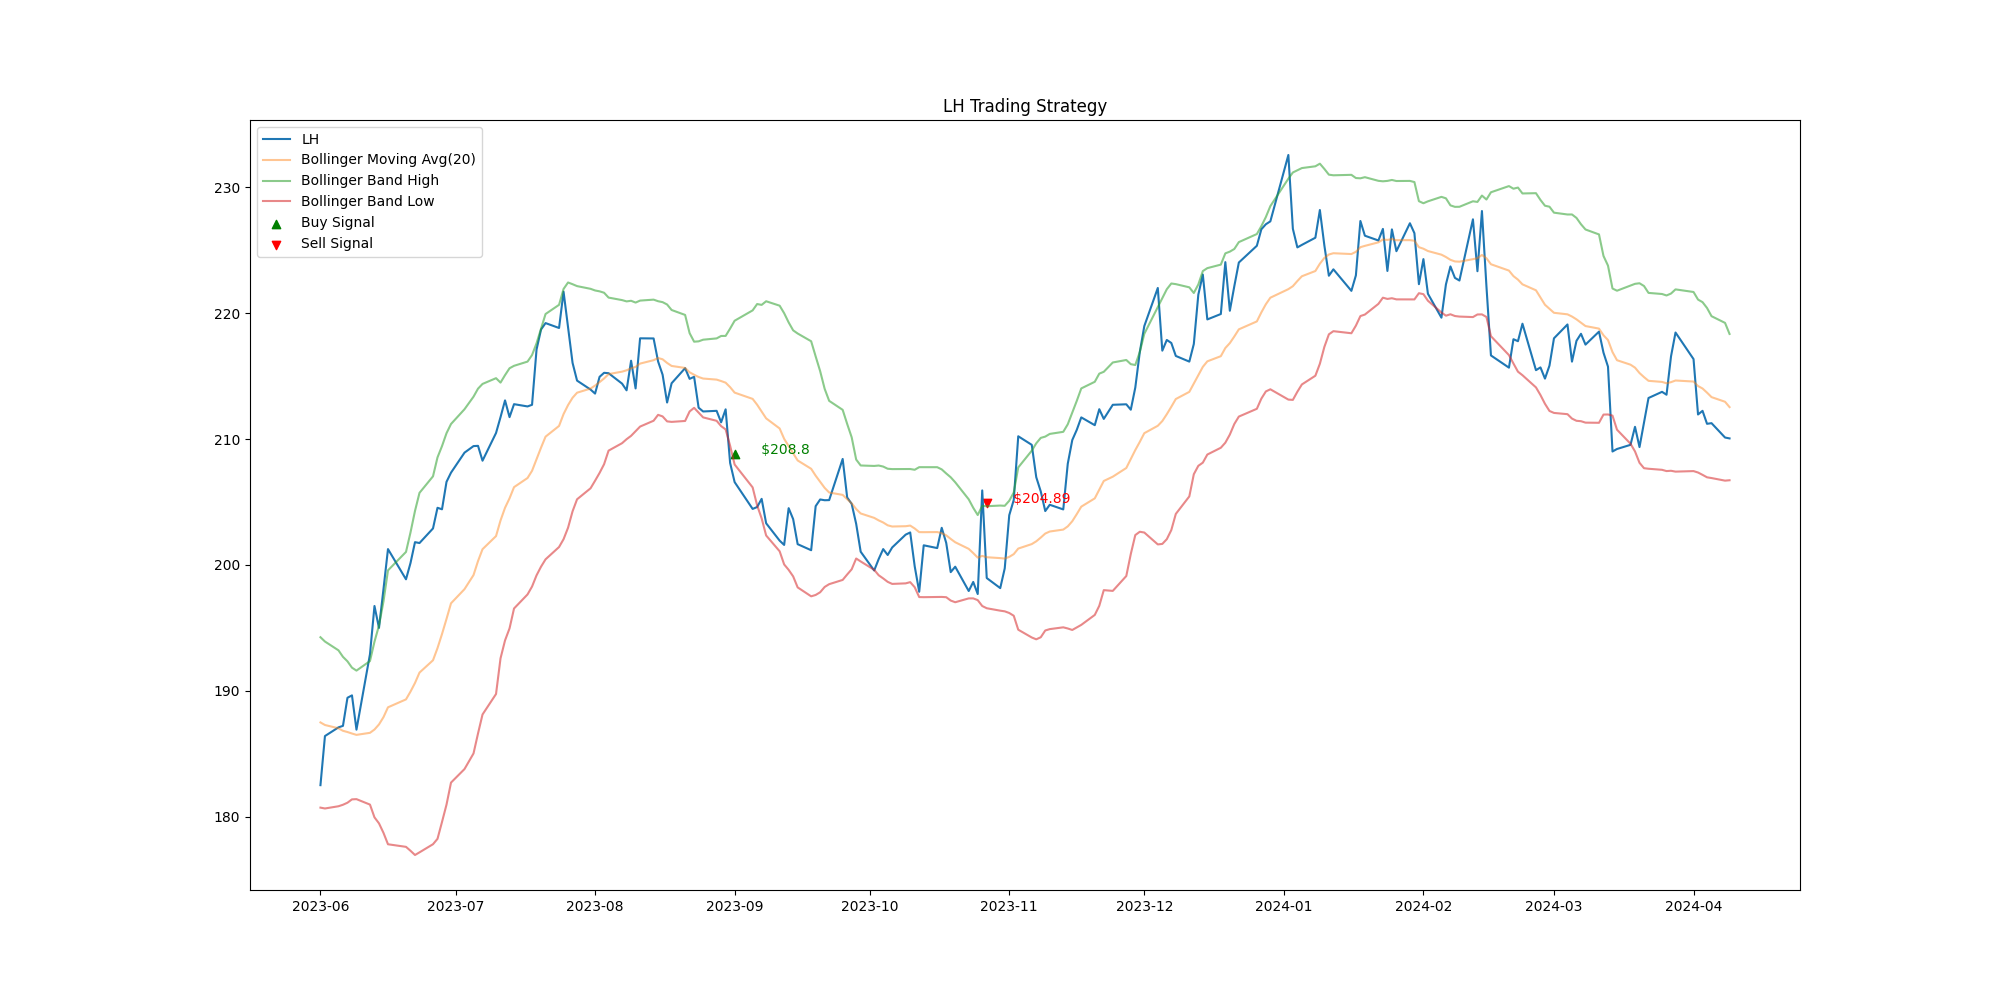 LH Trading Strategy
LH
Bollinger Moving Avg(20)
Bollinger Band High
Bollinger Band Low
Buy Signal
Sell Signal
230
220
210
200
190
180
$208.8
$204.89
2023-06 2023-07 2023-08 2023-09 2023-10 2023-11 2023-12 2024-01 2024-02 2024-03 2024-04